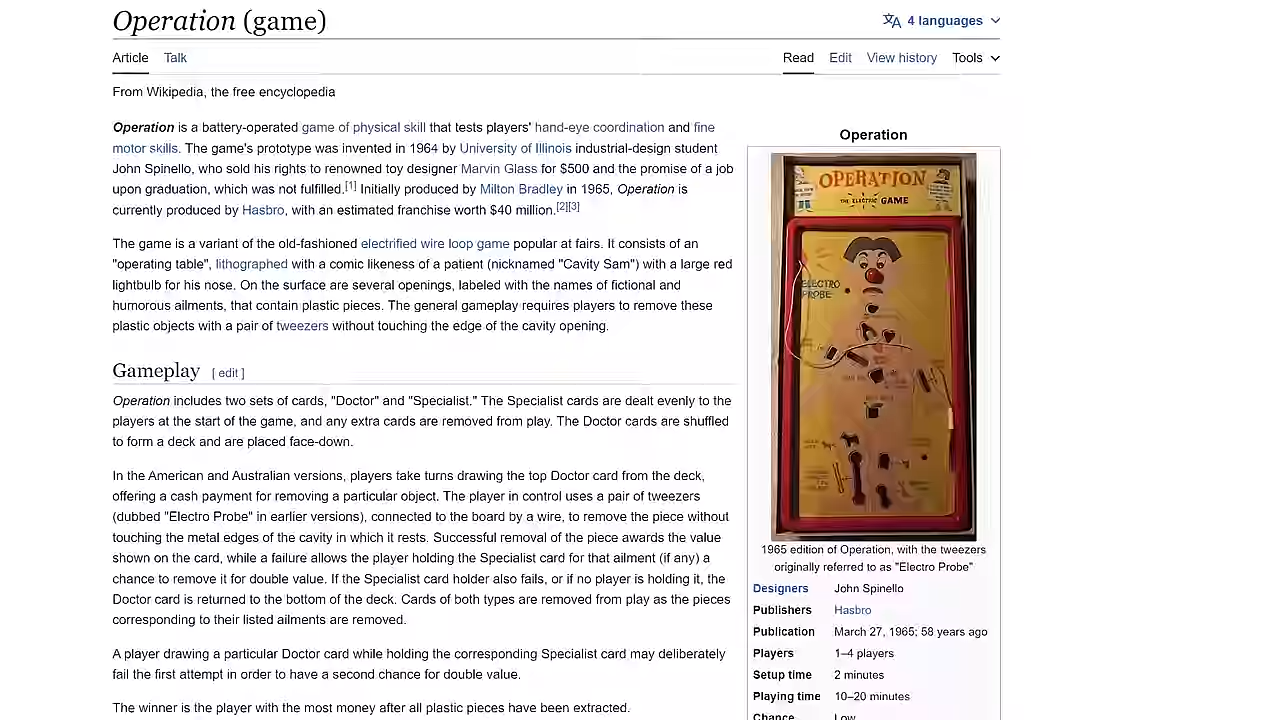 Operation (game)
4 languages
Article Talk
Read Edit View history Tools
From Wikipedia, the free encyclopedia
Operation is a battery-operated game of physical skill that tests players' hand-eye coordination and fine
motor skills. The game's prototype was invented in 1964 by University of Illinois industrial-design student
John Spinello, who sold his rights to renowned toy designer Marvin Glass for $500 and the promise of a job
upon graduation, which was not fulfilled.[1] Initially produced by Milton Bradley in 1965, Operation is
currently produced by Hasbro, with an estimated franchise worth $40 million.[2][3]
The game is a variant of the old-fashioned electrified wire loop game popular at fairs. It consists of an
"operating table", lithographed with a comic likeness of a patient (nicknamed "Cavity Sam") with a large red
lightbulb for his nose. On the surface are several openings, labeled with the names of fictional and
humorous ailments, that contain plastic pieces. The general gameplay requires players to remove these
plastic objects with a pair of tweezers without touching the edge of the cavity opening.
Gameplay [ edit ]
Operation includes two sets of cards, "Doctor" and "Specialist." The Specialist cards are dealt evenly to the
players at the start of the game, and any extra cards are removed from play. The Doctor cards are shuffled
to form a deck and are placed face-down.
In the American and Australian versions, players take turns drawing the top Doctor card from the deck,
offering a cash payment for removing a particular object. The player in control uses a pair of tweezers
(dubbed "Electro Probe" in earlier versions), connected to the board by a wire, to remove the piece without
touching the metal edges of the cavity in which it rests. Successful removal of the piece awards the value
shown on the card, while a failure allows the player holding the Specialist card for that ailment (if any) a
chance to remove it for double value. If the Specialist card holder also fails, or if no player is holding it, the
Doctor card is returned to the bottom of the deck. Cards of both types are removed from play as the pieces
corresponding to their listed ailments are removed.
A player drawing a particular Doctor card while holding the corresponding Specialist card may deliberately
fail the first attempt in order to have a second chance for double value.
The winner is the player with the most money after all plastic pieces have been extracted.
Operation
OPERATION
THE ELECTRIC GAME
ELECTRO
PROBE
1965 edition of Operation, with the tweezers
originally referred to as "Electro Probe"
Designers John Spinello
Publishers Hasbro
Publication March 27, 1965; 58 years ago
Players 1–4 players
Setup time 2 minutes
Playing time 10–20 minutes
Chance Low